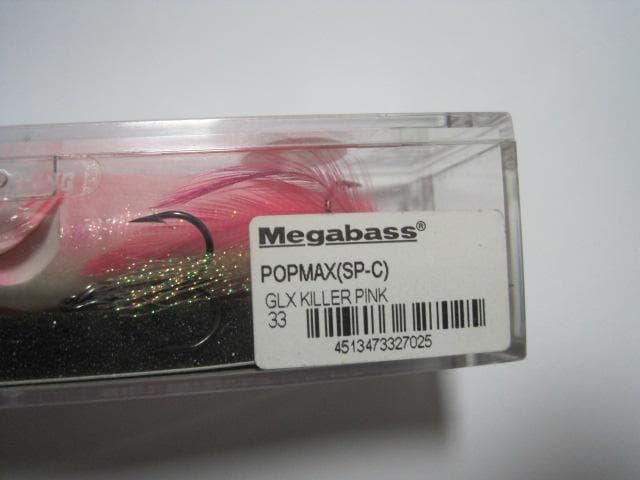 Megabass®
POPMAX(SP-C)
GLX KILLER PINK
33
4513473327025